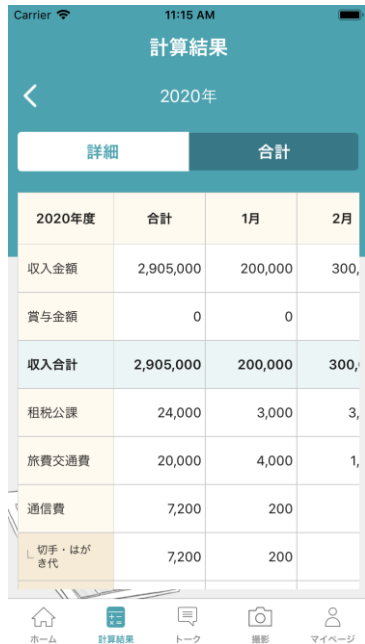 Carrier 11:15 AM
計算結果
2020年
詳細 合計
2020年度 合計 1月 2月
収入金額 2,905,000 200,000 300,
賞与金額 0 0
収入合計 2,905,000 200,000 300,
租税公課 24,000 3,000 3,
旅費交通費 20,000 4,000 1,
通信費 7,200 200
切手・はが
き代 7,200 200
ホーム 計算結果 トーク 撮影 マイページ